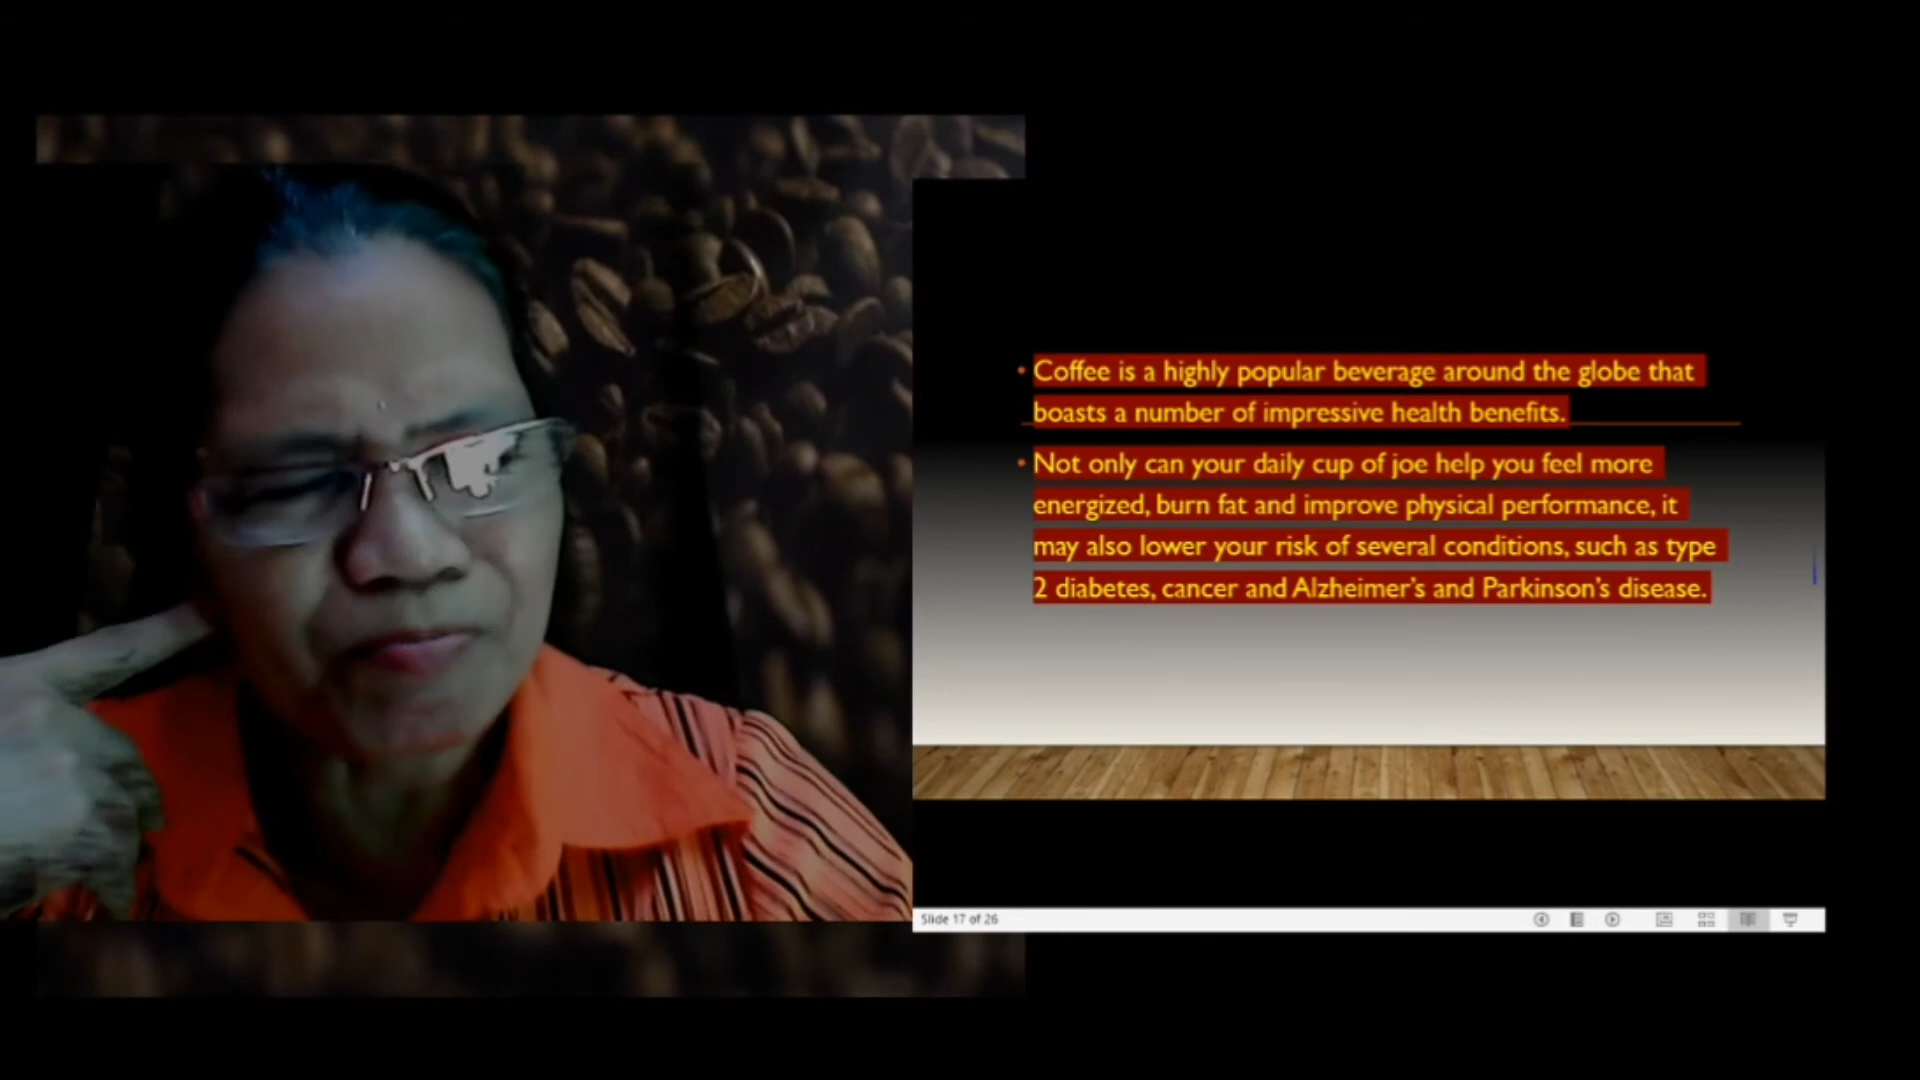 • Coffee is a highly popular beverage around the globe that
boasts a number of impressive health benefits.
• Not only can your daily cup of joe help you feel more
energized, burn fat and improve physical performance, it
may also lower your risk of several conditions, such as type
2 diabetes, cancer and Alzheimer’s and Parkinson’s disease.
Slide 17 of 26